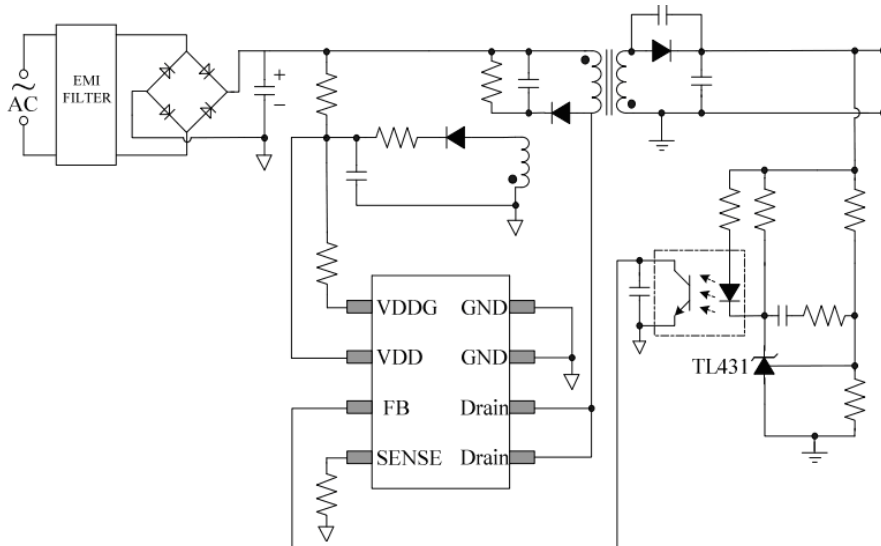 EMI
FILTER
~
AC
+
−
VDDG GND
VDD GND
FB Drain
SENSE Drain
TL431